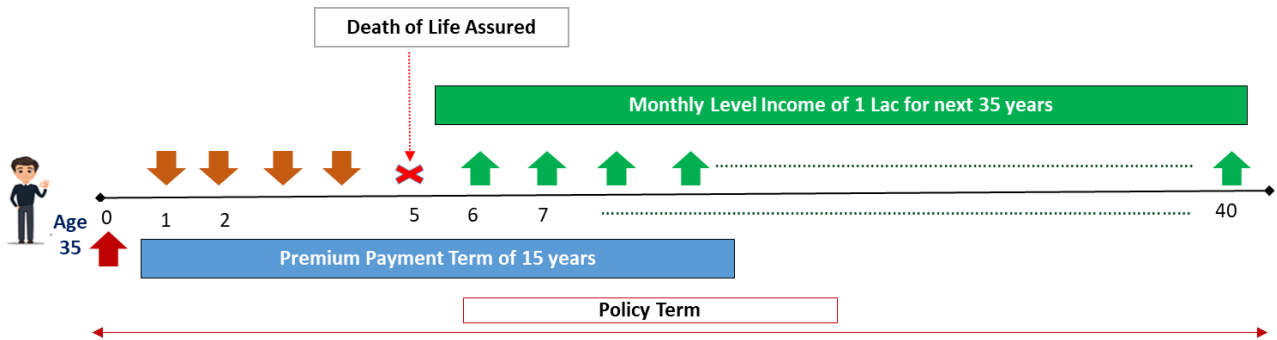 Death of Life Assured
Monthly Level Income of 1 Lac for next 35 years
Age
35
0
1
2
5
6
7
40
Premium Payment Term of 15 years
Policy Term